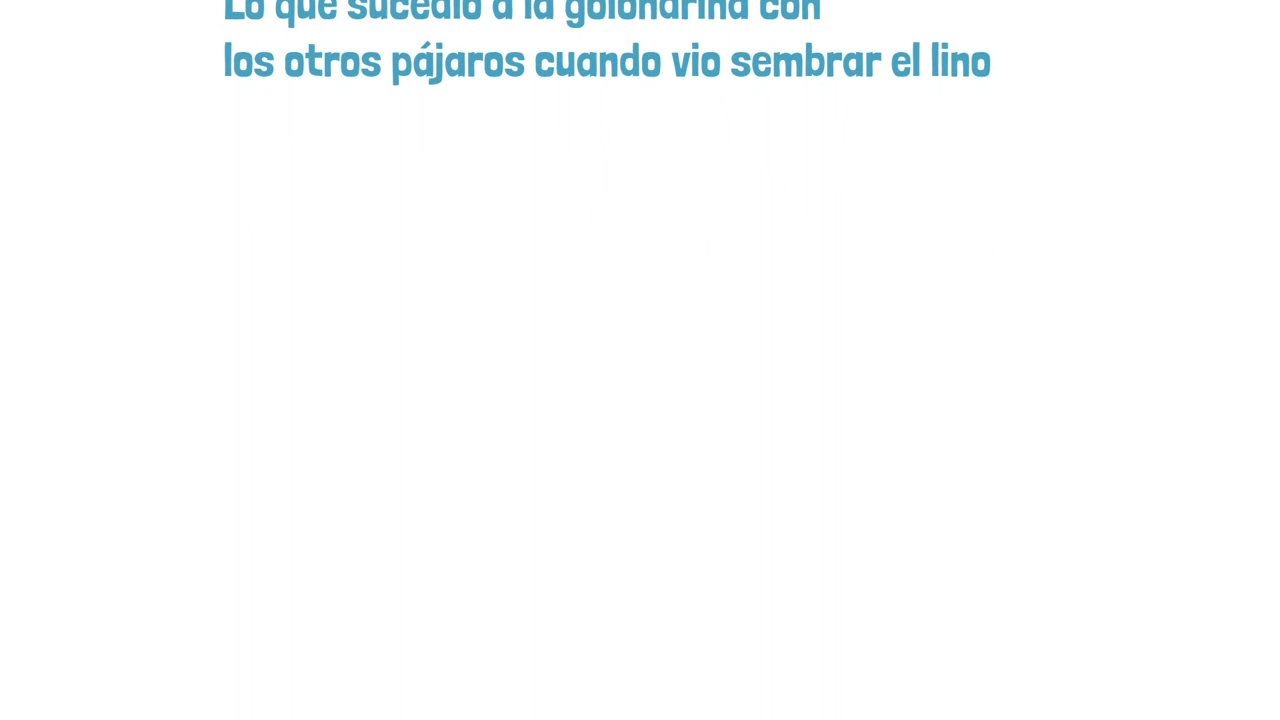 Lo que sucedió a la golondrina con
los otros pájaros cuando vio sembrar el lino